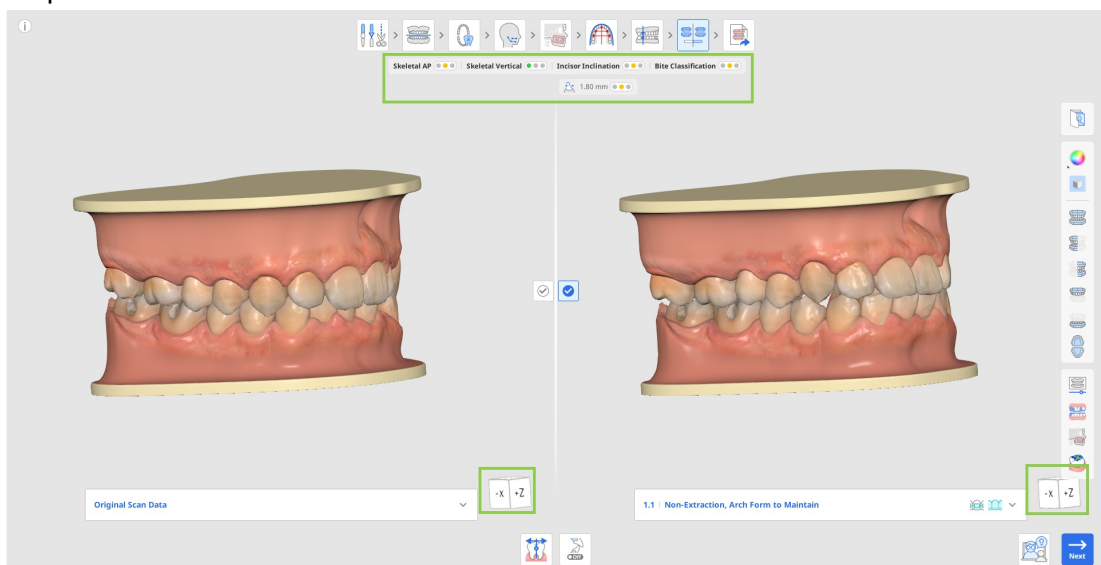 Skeletal AP Skeletal Vertical Incisor Inclination Bite Classification
1.80 mm
-X +Z
-X +Z
Original Scan Data
1.1 Non-Extraction, Arch Form to Maintain
Off
Next